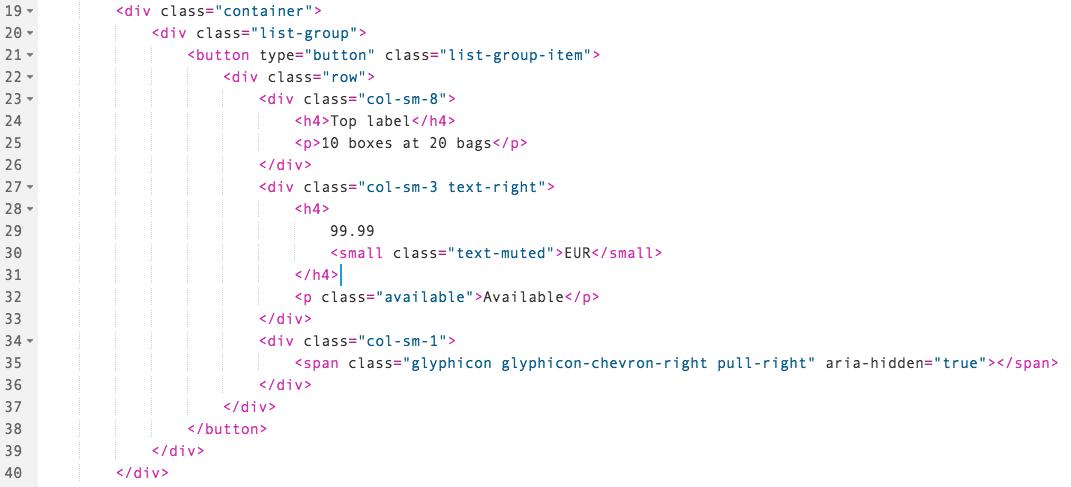 19 <div class="container">
20 <div class="list-group">
21 <button type="button" class="list-group-item">
22 <div class="row">
23 <div class="col-sm-8">
24 <h4>Top label</h4>
25 <p>10 boxes at 20 bags</p>
26 </div>
27 <div class="col-sm-3 text-right">
28 <h4>
29 99.99
30 <small class="text-muted">EUR</small>
31 </h4>
32 <p class="available">Available</p>
33 </div>
34 <div class="col-sm-1">
35 <span class="glyphicon glyphicon-chevron-right pull-right" aria-hidden="true"></span>
36 </div>
37 </div>
38 </button>
39 </div>
40 </div>